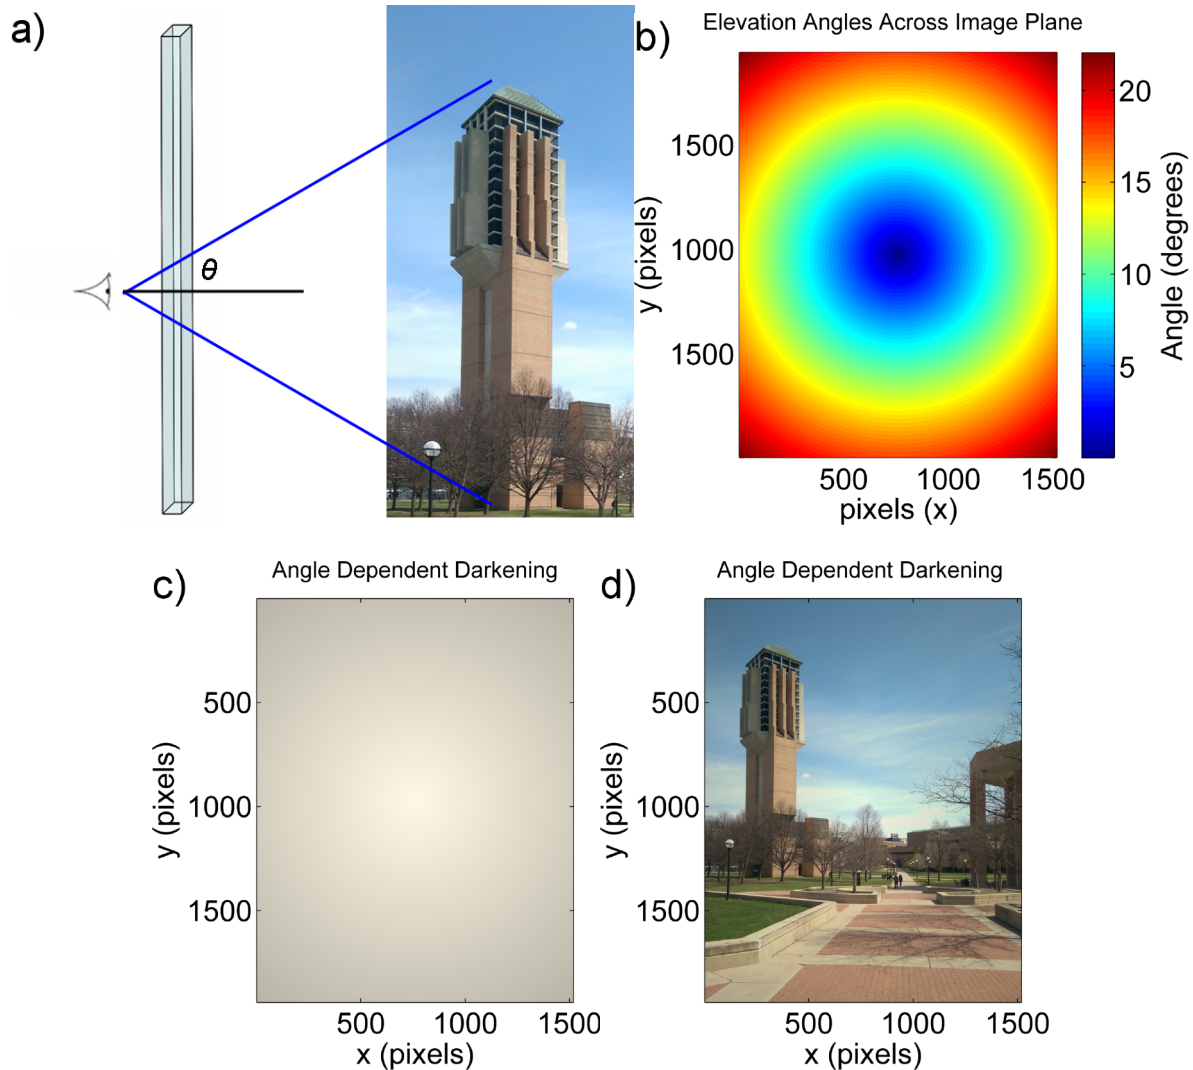 a)
θ
b)
Elevation Angles Across Image Plane
1500
1000
1500
y (pixels)
500
1000
1500
pixels (x)
20
15
10
5
Angle (degrees)
c)
Angle Dependent Darkening
500
1000
1500
y (pixels)
500
1000
1500
x (pixels)
d)
Angle Dependent Darkening
500
1000
1500
y (pixels)
500
1000
1500
x (pixels)